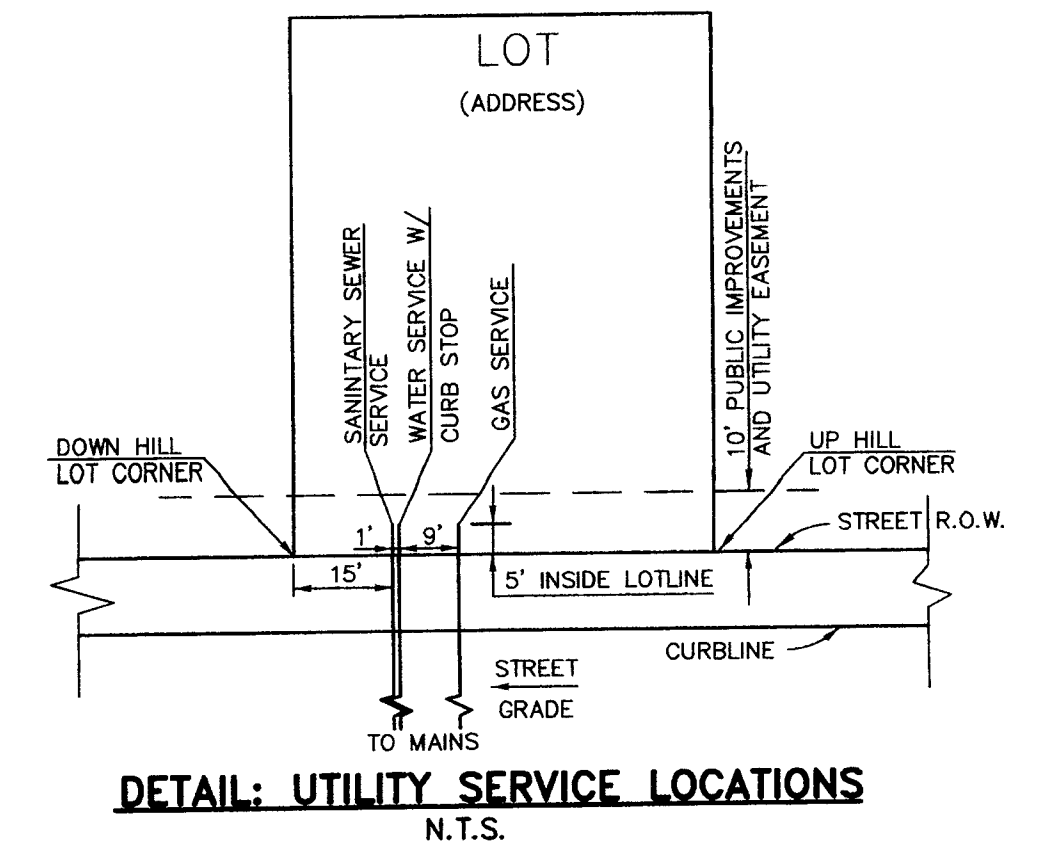 LOT
(ADDRESS)
SANINTARY SEWER
SERVICE
WATER SERVICE W/
CURB STOP
GAS SERVICE
10' PUBLIC IMPROVEMENTS
AND UTILITY EASEMENT
DOWN HILL
LOT CORNER
UP HILL
LOT CORNER
STREET R.O.W.
1'
9'
15'
5' INSIDE LOTLINE
CURBLINE
STREET
GRADE
TO MAINS
DETAIL: UTILITY SERVICE LOCATIONS
N.T.S.